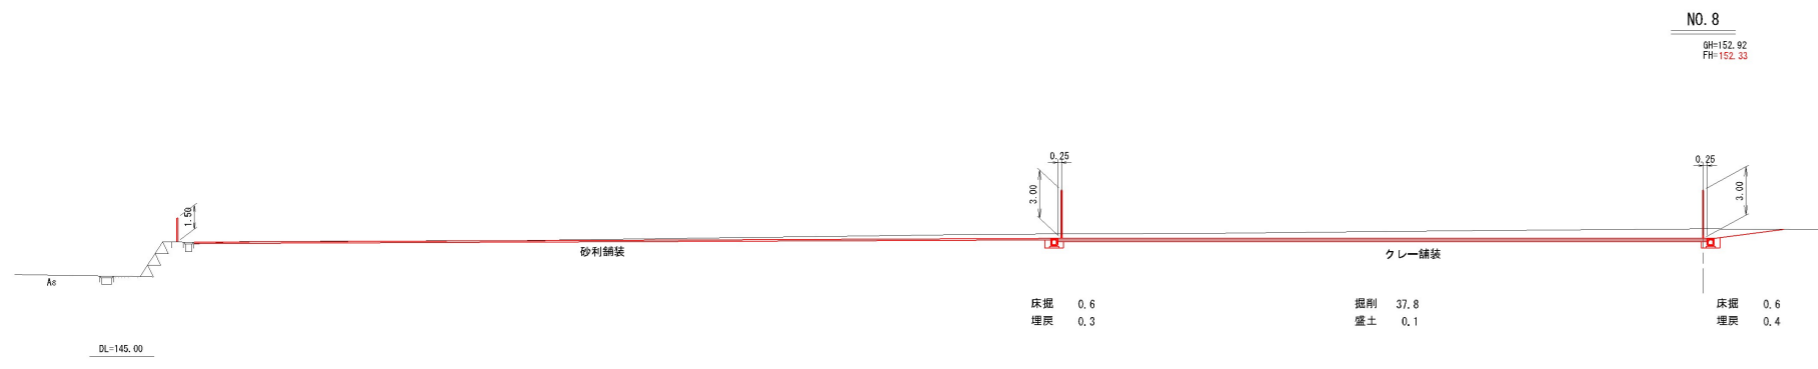 NO. 8
GH=152.92
FH=152.33
0.25
0.25
3.00
3.00
1.50
砂利舗装
クレー舗装
As
床掘 0.6
掘削 37.8
床掘 0.6
埋戻 0.3
盛土 0.1
埋戻 0.4
DL=145.00